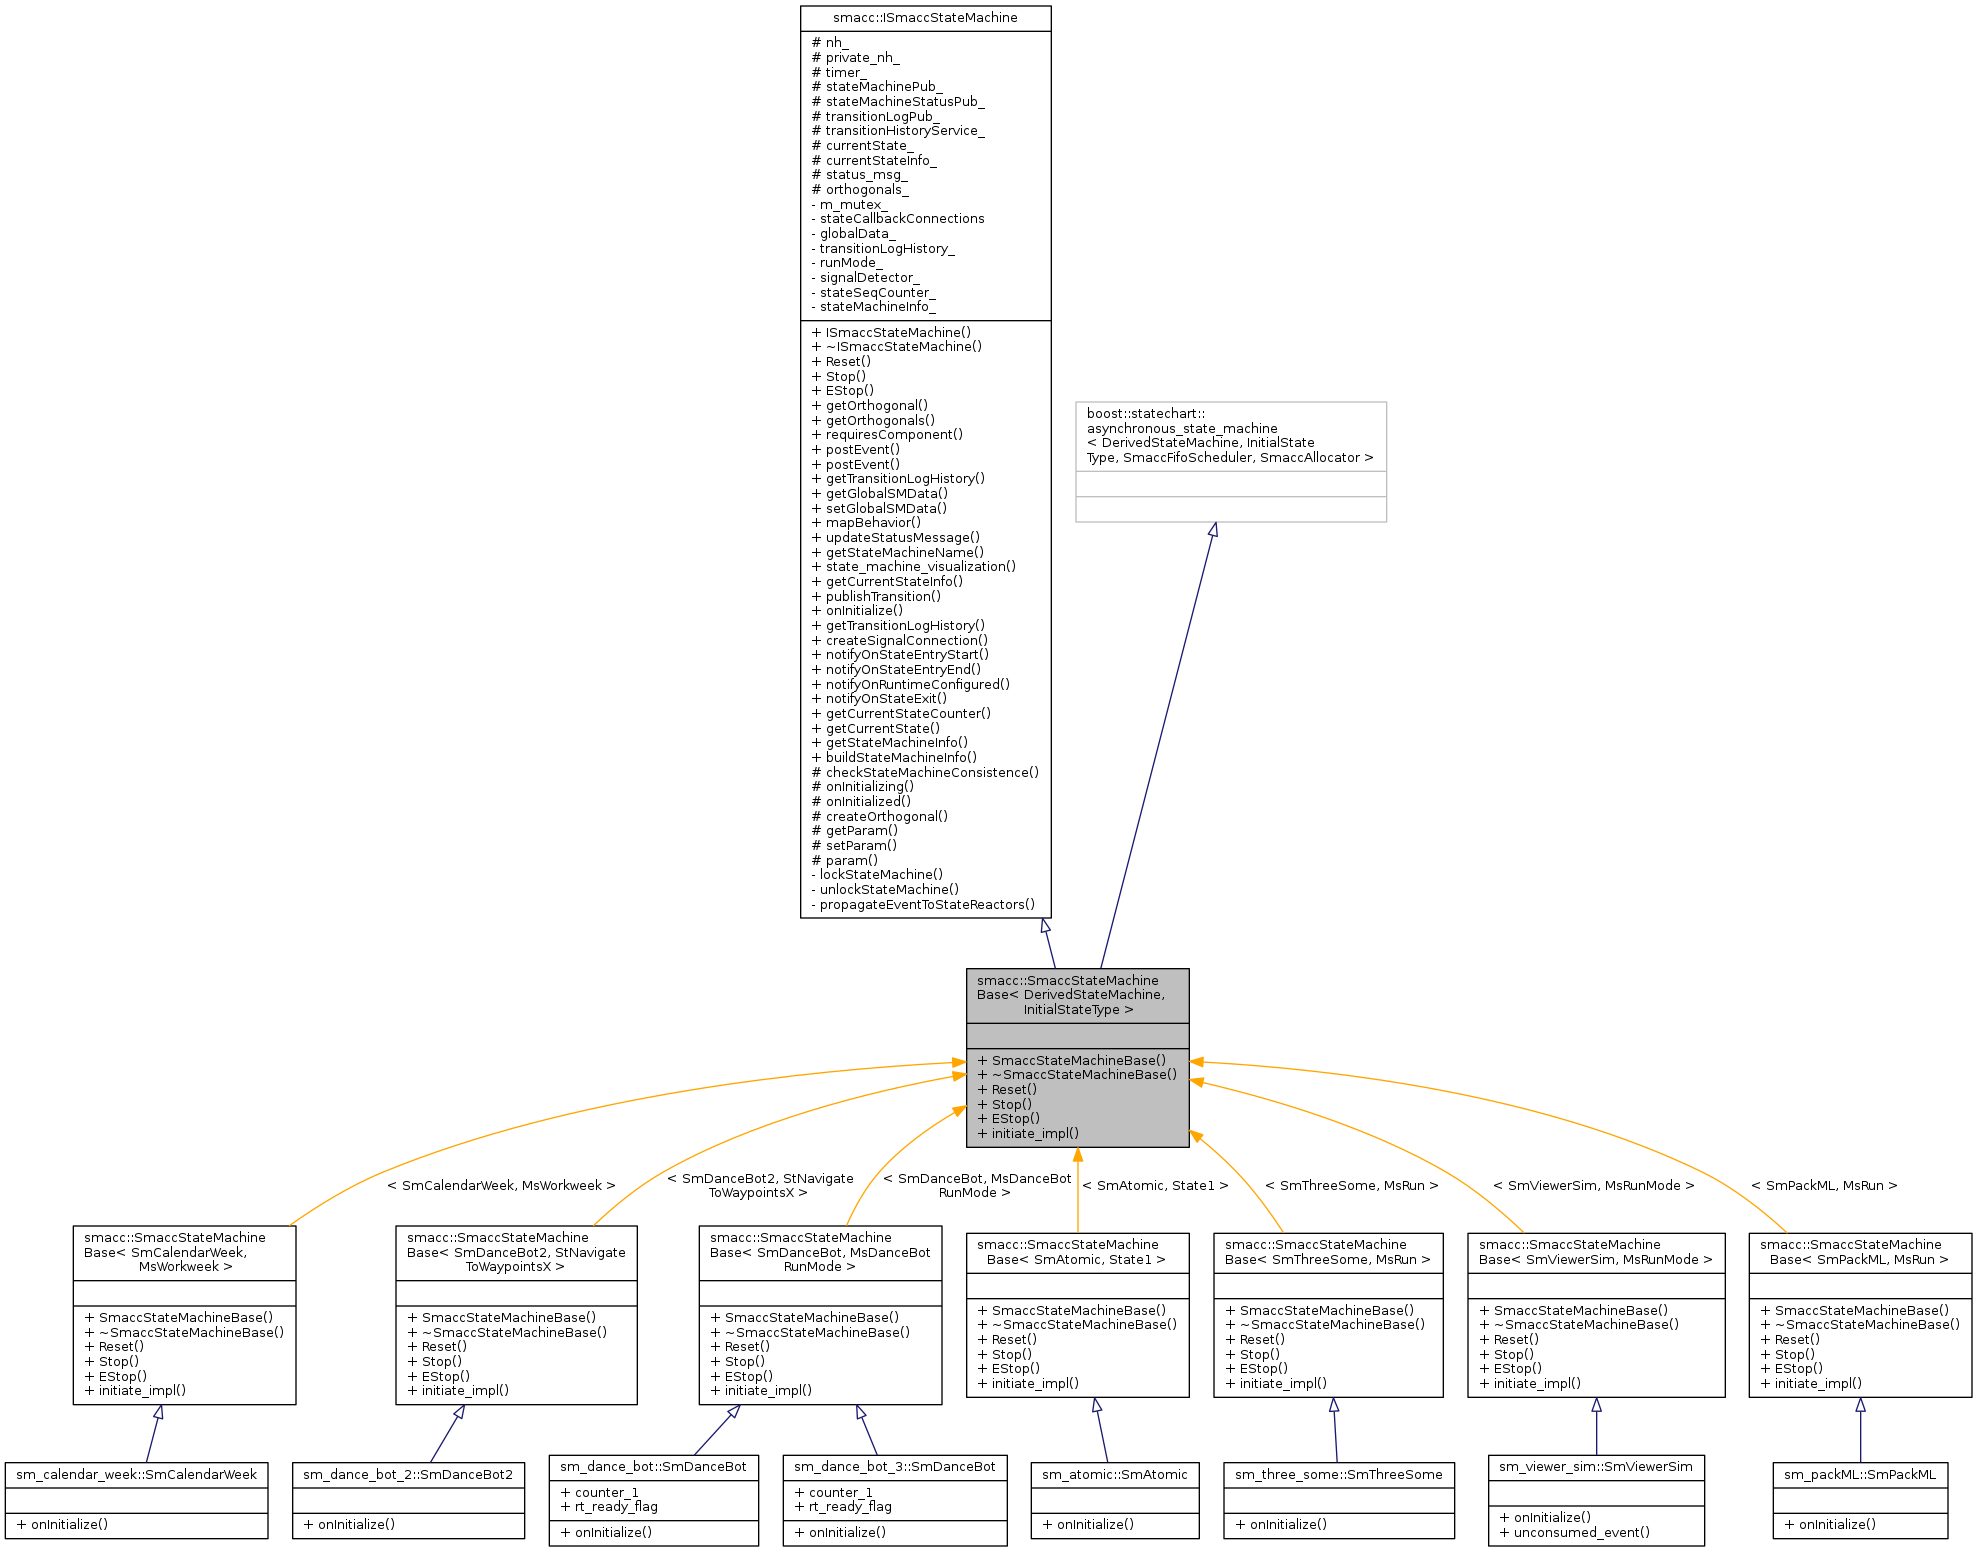 smacc::ISmaccStateMachine
# nh_
# private_nh_
# timer_
# stateMachinePub_
# stateMachineStatusPub_
# transitionLogPub_
# transitionHistoryService_
# currentState_
# currentStateInfo_
# status_msg_
# orthogonals_
- m_mutex_
- stateCallbackConnections
- globalData_
- transitionLogHistory_
- runMode_
- signalDetector_
- stateSeqCounter_
- stateMachineInfo_
+ ISmaccStateMachine()
+ ~ISmaccStateMachine()
+ Reset()
+ Stop()
+ EStop()
+ getOrthogonal()
+ getOrthogonals()
+ requiresComponent()
+ postEvent()
+ postEvent()
+ getTransitionLogHistory()
+ getGlobalSMData()
+ setGlobalSMData()
+ mapBehavior()
+ updateStatusMessage()
+ getStateMachineName()
+ state_machine_visualization()
+ getCurrentStateInfo()
+ publishTransition()
+ onInitialize()
+ getTransitionLogHistory()
+ createSignalConnection()
+ notifyOnStateEntryStart()
+ notifyOnStateEntryEnd()
+ notifyOnRuntimeConfigured()
+ notifyOnStateExit()
+ getCurrentStateCounter()
+ getCurrentState()
+ getStateMachineInfo()
+ buildStateMachineInfo()
# checkStateMachineConsistence()
# onInitializing()
# onInitialized()
# createOrthogonal()
# getParam()
# setParam()
# param()
- lockStateMachine()
- unlockStateMachine()
- propagateEventToStateReactors()
boost::statechart::
asynchronous_state_machine
< DerivedStateMachine, InitialState
Type, SmaccFifoScheduler, SmaccAllocator >
smacc::SmaccStateMachine
Base< DerivedStateMachine,
InitialStateType >
+ SmaccStateMachineBase()
+ ~SmaccStateMachineBase()
+ Reset()
+ Stop()
+ EStop()
+ initiate_impl()
< SmCalendarWeek, MsWorkweek >
< SmDanceBot2, StNavigate
ToWaypointsX >
< SmDanceBot, MsDanceBot
RunMode >
< SmAtomic, State1 >
< SmThreeSome, MsRun >
< SmViewerSim, MsRunMode >
< SmPackML, MsRun >
smacc::SmaccStateMachine
Base< SmCalendarWeek,
MsWorkweek >
+ SmaccStateMachineBase()
+ ~SmaccStateMachineBase()
+ Reset()
+ Stop()
+ EStop()
+ initiate_impl()
smacc::SmaccStateMachine
Base< SmDanceBot2, StNavigate
ToWaypointsX >
+ SmaccStateMachineBase()
+ ~SmaccStateMachineBase()
+ Reset()
+ Stop()
+ EStop()
+ initiate_impl()
smacc::SmaccStateMachine
Base< SmDanceBot, MsDanceBot
RunMode >
+ SmaccStateMachineBase()
+ ~SmaccStateMachineBase()
+ Reset()
+ Stop()
+ EStop()
+ initiate_impl()
smacc::SmaccStateMachine
Base< SmAtomic, State1 >
+ SmaccStateMachineBase()
+ ~SmaccStateMachineBase()
+ Reset()
+ Stop()
+ EStop()
+ initiate_impl()
smacc::SmaccStateMachine
Base< SmThreeSome, MsRun >
+ SmaccStateMachineBase()
+ ~SmaccStateMachineBase()
+ Reset()
+ Stop()
+ EStop()
+ initiate_impl()
smacc::SmaccStateMachine
Base< SmViewerSim, MsRunMode >
+ SmaccStateMachineBase()
+ ~SmaccStateMachineBase()
+ Reset()
+ Stop()
+ EStop()
+ initiate_impl()
smacc::SmaccStateMachine
Base< SmPackML, MsRun >
+ SmaccStateMachineBase()
+ ~SmaccStateMachineBase()
+ Reset()
+ Stop()
+ EStop()
+ initiate_impl()
sm_calendar_week::SmCalendarWeek
+ onInitialize()
sm_dance_bot_2::SmDanceBot2
+ onInitialize()
sm_dance_bot::SmDanceBot
+ counter_1
+ rt_ready_flag
+ onInitialize()
sm_dance_bot_3::SmDanceBot
+ counter_1
+ rt_ready_flag
+ onInitialize()
sm_atomic::SmAtomic
+ onInitialize()
sm_three_some::SmThreeSome
+ onInitialize()
sm_viewer_sim::SmViewerSim
+ onInitialize()
+ unconsumed_event()
sm_packML::SmPackML
+ onInitialize()